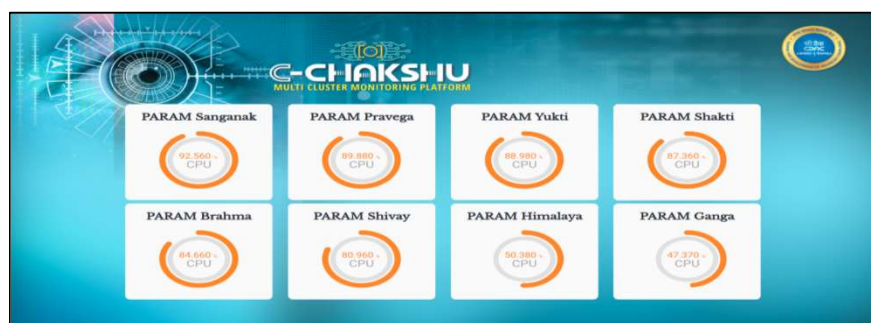 C-CHAKSHU
MULTI CLUSTER MONITORING PLATFORM
CDAC
PARAM Sanganak
92.560 %
CPU
PARAM Pravega
89.880 %
CPU
PARAM Yukti
88.980 %
CPU
PARAM Shakti
87.360 %
CPU
PARAM Brahma
84.660 %
CPU
PARAM Shivay
80.960 %
CPU
PARAM Himalaya
50.380 %
CPU
PARAM Ganga
47.370 %
CPU